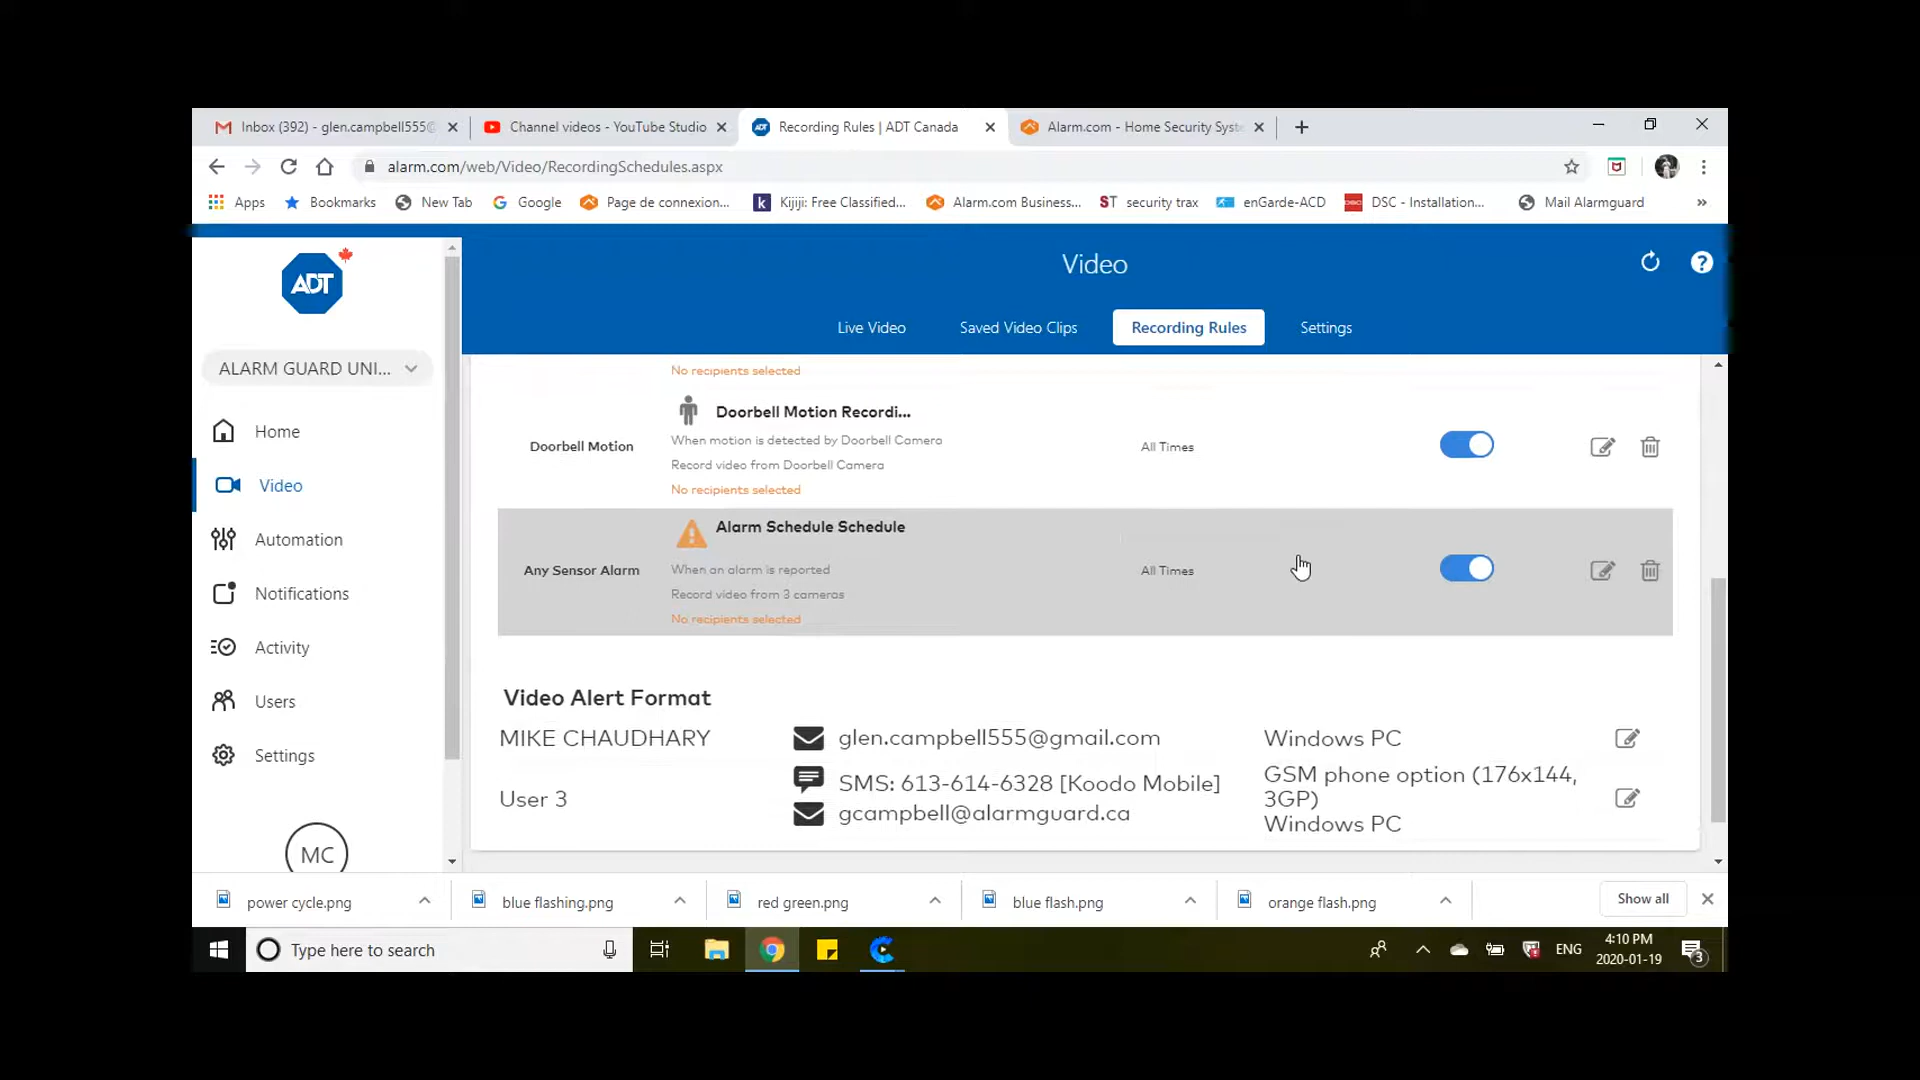 Inbox (392) - glen.campbell555@
Channel videos - YouTube Studio
Recording Rules | ADT Canada
Alarm.com - Home Security Syst
alarm.com/web/Video/RecordingSchedules.aspx
Apps
Bookmarks
New Tab
Google
Page de connexion...
Kijiji: Free Classified...
Alarm.com Business...
ST security trax
enGarde-ACD
DSC - Installation...
Mail Alarmguard
»
ADT
ALARM GUARD UNI...
Home
Video
Automation
Notifications
Activity
Users
Settings
MC
Video
Live Video
Saved Video Clips
Recording Rules
Settings
No recipients selected
Doorbell Motion
Doorbell Motion Recordi...
When motion is detected by Doorbell Camera
Record video from Doorbell Camera
No recipients selected
All Times
Any Sensor Alarm
Alarm Schedule Schedule
When an alarm is reported
Record video from 3 cameras
No recipients selected
All Times
Video Alert Format
MIKE CHAUDHARY
glen.campbell555@gmail.com
Windows PC
User 3
SMS: 613-614-6328 [Koodo Mobile]
gcampbell@alarmguard.ca
GSM phone option (176x144,
3GP)
Windows PC
power cycle.png
blue flashing.png
red green.png
blue flash.png
orange flash.png
Show all
Type here to search
ENG
4:10 PM
2020-01-19
3